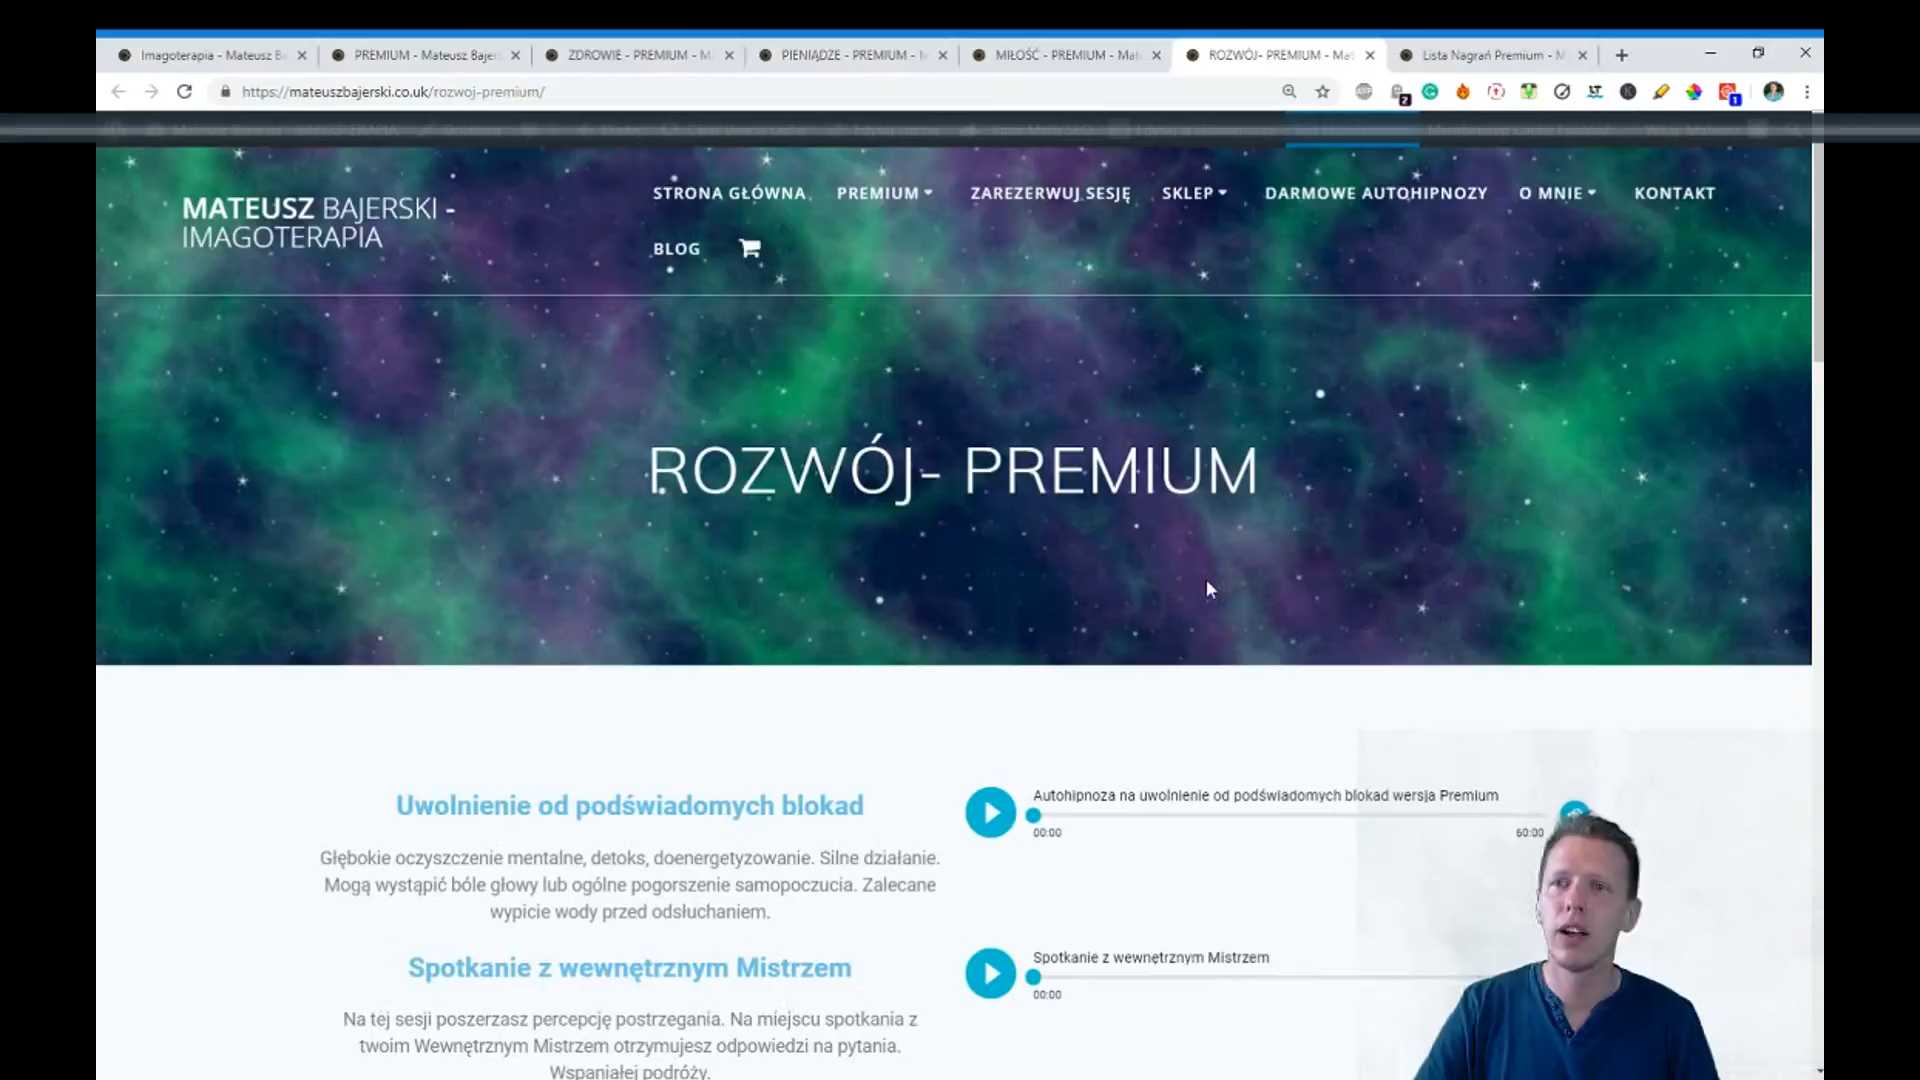 Imagoterapia - Mateusz B
PREMIUM - Mateusz Bajer
ZDROWIE - PREMIUM - M
PIENIĄDZE - PREMIUM -
MIŁOŚĆ - PREMIUM - Mat
ROZWÓJ- PREMIUM - Ma
Lista Nagrań Premium - M
https://mateuszbajerski.co.uk/rozwoj-premium/
MATEUSZ BAJERSKI -
IMAGOTERAPIA
STRONA GŁÓWNA
PREMIUM
ZAREZERWUJ SESJĘ
SKLEP
DARMOWE AUTOHIPNOZY
O MNIE
KONTAKT
BLOG
ROZWÓJ- PREMIUM
Uwolnienie od podświadomych blokad
Głębokie oczyszczenie mentalne, detoks, doenergetyzowanie. Silne działanie.
Mogą wystąpić bóle głowy lub ogólne pogorszenie samopoczucia. Zalecane
wypicie wody przed odsłuchaniem.
Autohipnoza na uwolnienie od podświadomych blokad wersja Premium
00:00
60:00
Spotkanie z wewnętrznym Mistrzem
Na tej sesji poszerzasz percepcję postrzegania. Na miejscu spotkania z
twoim Wewnętrznym Mistrzem otrzymujesz odpowiedzi na pytania.
Wspaniałej podróży.
Spotkanie z wewnętrznym Mistrzem
00:00